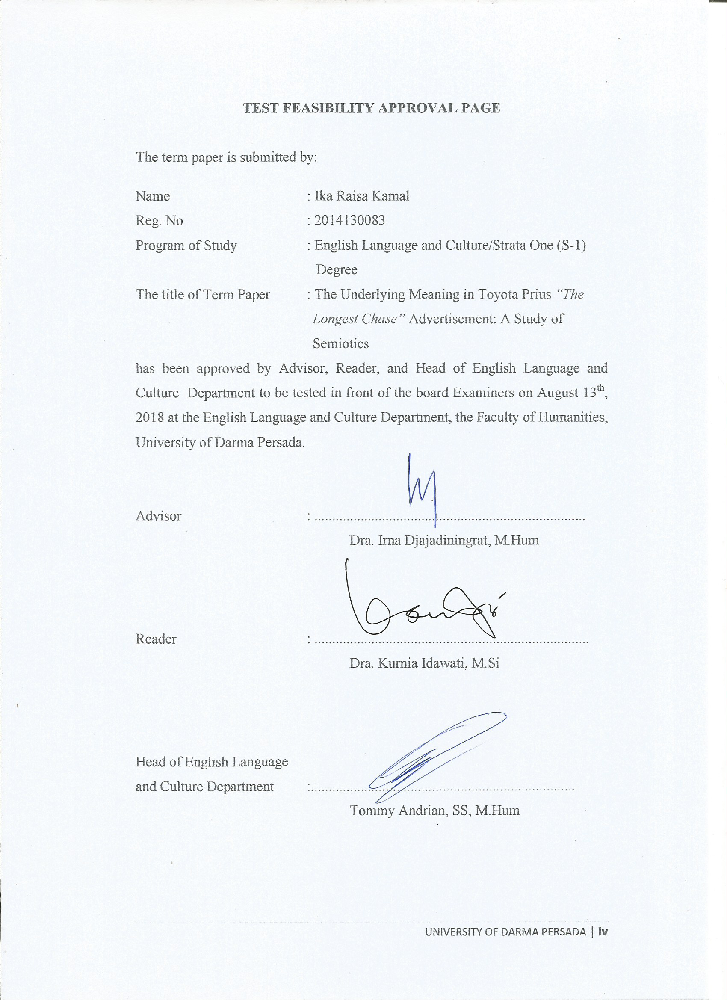 TEST FEASIBILITY APPROVAL PAGE
The term paper is submitted by:
Name : Ika Raisa Kamal
Reg. No : 2014130083
Program of Study : English Language and Culture/Strata One (S-1)
Degree
The title of Term Paper : The Underlying Meaning in Toyota Prius “The
Longest Chase” Advertisement: A Study of
Semiotics
has been approved by Advisor, Reader, and Head of English Language and
Culture Department to be tested in front of the board Examiners on August 13th,
2018 at the English Language and Culture Department, the Faculty of Humanities,
University of Darma Persada.
Advisor : ................................................................................
Dra. Irna Djajadiningrat, M.Hum
Reader : ................................................................................
Dra. Kurnia Idawati, M.Si
Head of English Language
and Culture Department :................................................................................
Tommy Andrian, SS, M.Hum
UNIVERSITY OF DARMA PERSADA | iv